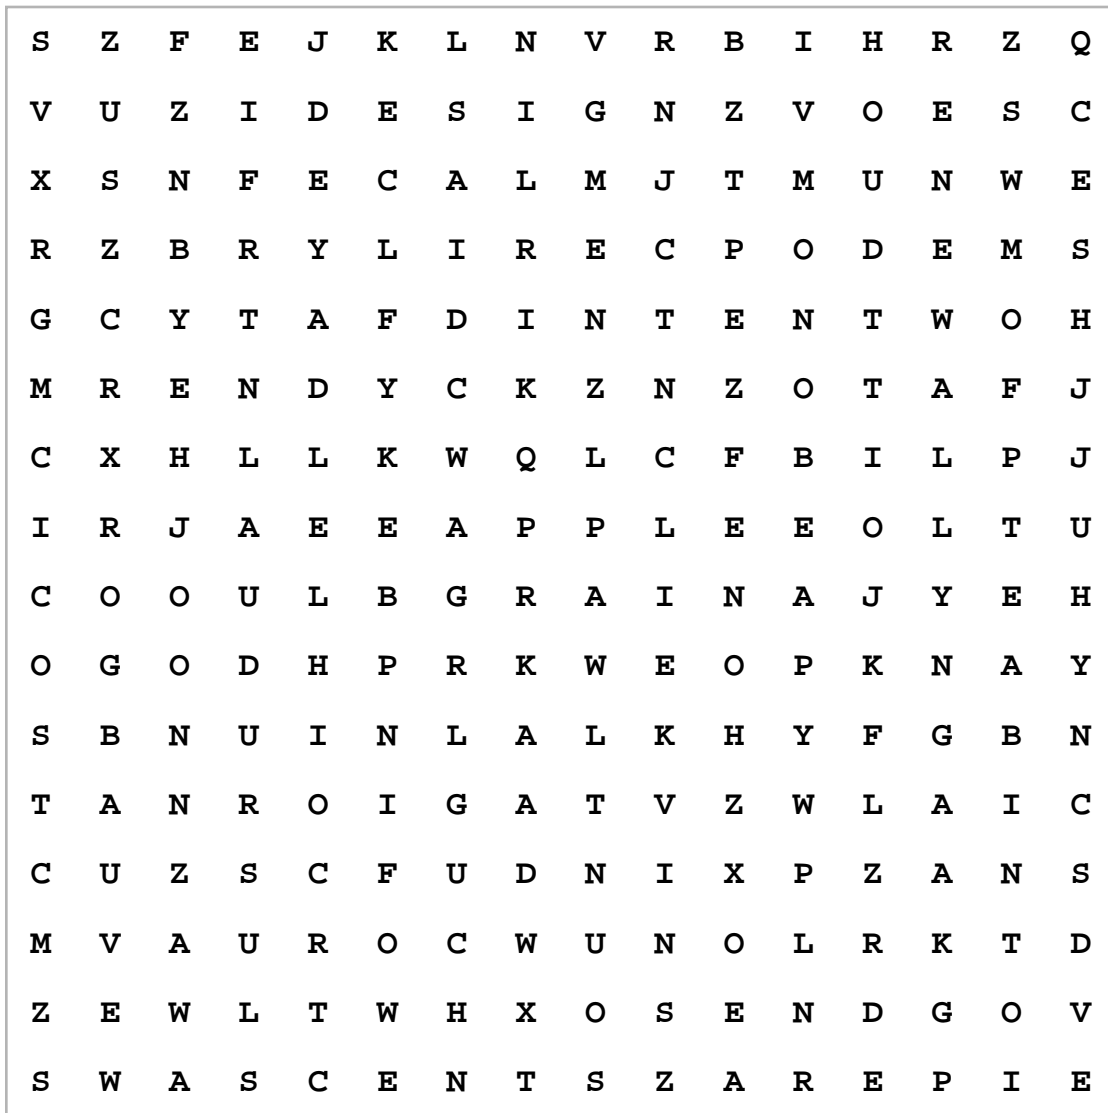 S Z F E J K L N V R B I H R Z Q
V U Z I D E S I G N Z V O E S C
X S N F E C A L M J T M U N W E
R Z B R Y L I R E C P O D E M S
G C Y T A F D I N T E N T W O H
M R E N D Y C K Z N Z O T A F J
C X H L L K W Q L C F B I L P J
I R J A E E A P P L E E O L T U
C O O U L B G R A I N A J Y E H
O G O D H P R K W E O P K N A Y
S B N U I N L A L K H Y F G B N
T A N R O I G A T V Z W L A I C
C U Z S C F U D N I X P Z A N S
M V A U R O C W U N O L R K T D
Z E W L T W H X O S E N D G O V
S W A S C E N T S Z A R E P I E